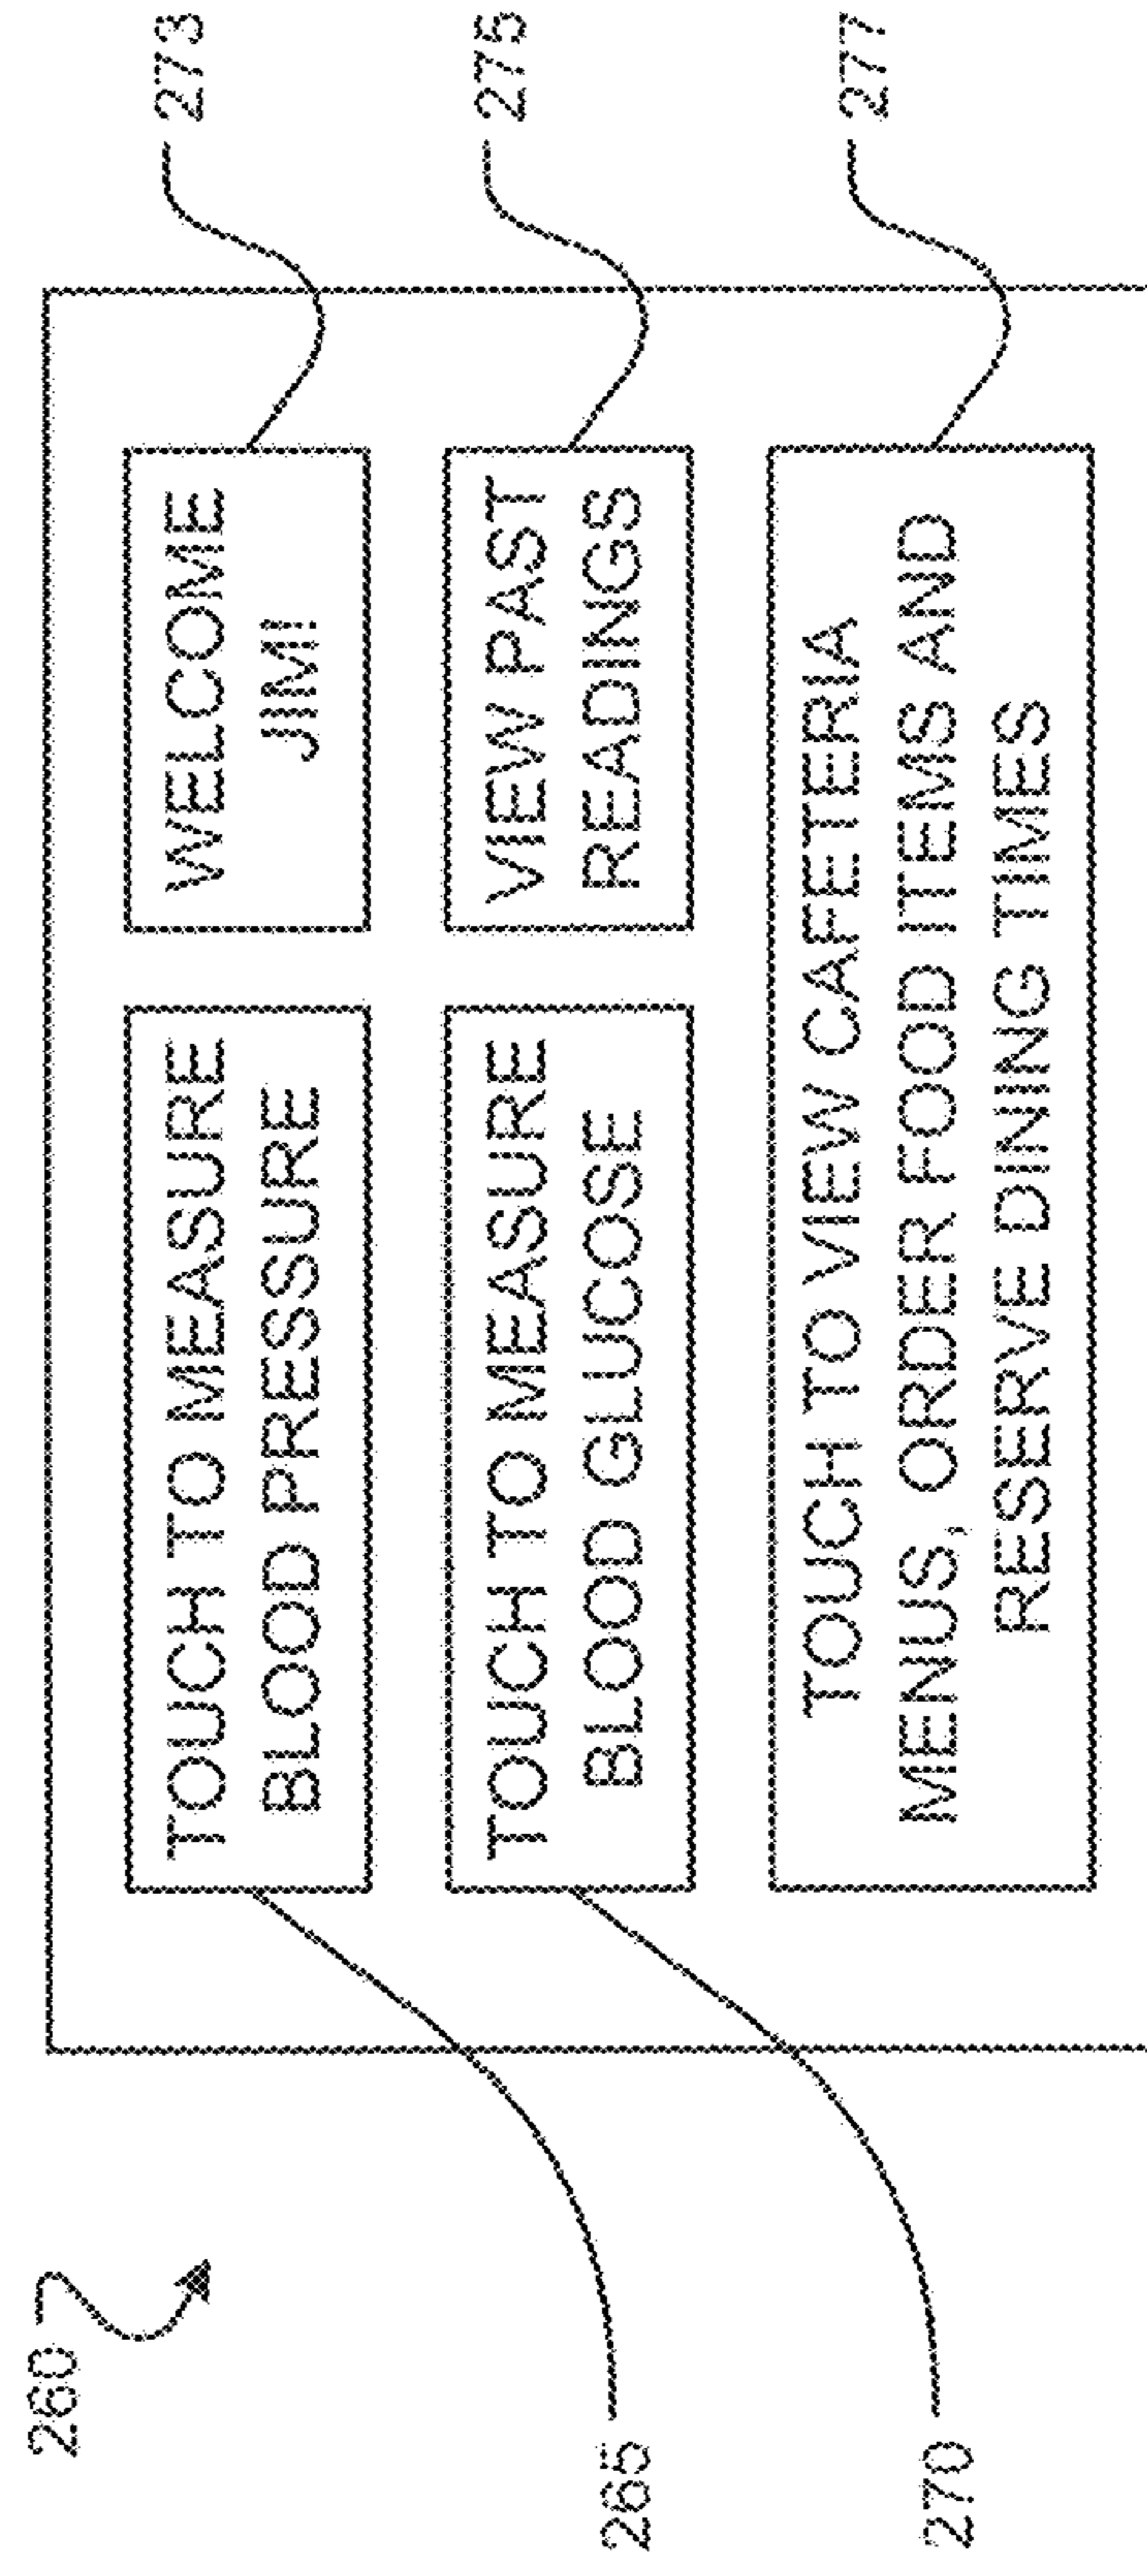 260
TOUCH TO MEASURE
BLOOD PRESSURE
WELCOME
JIM!
273
265
TOUCH TO MEASURE
BLOOD GLUCOSE
VIEW PAST
READINGS
275
270
TOUCH TO VIEW CAFETERIA
MENUS, ORDER FOOD ITEMS AND
RESERVE DINING TIMES
277